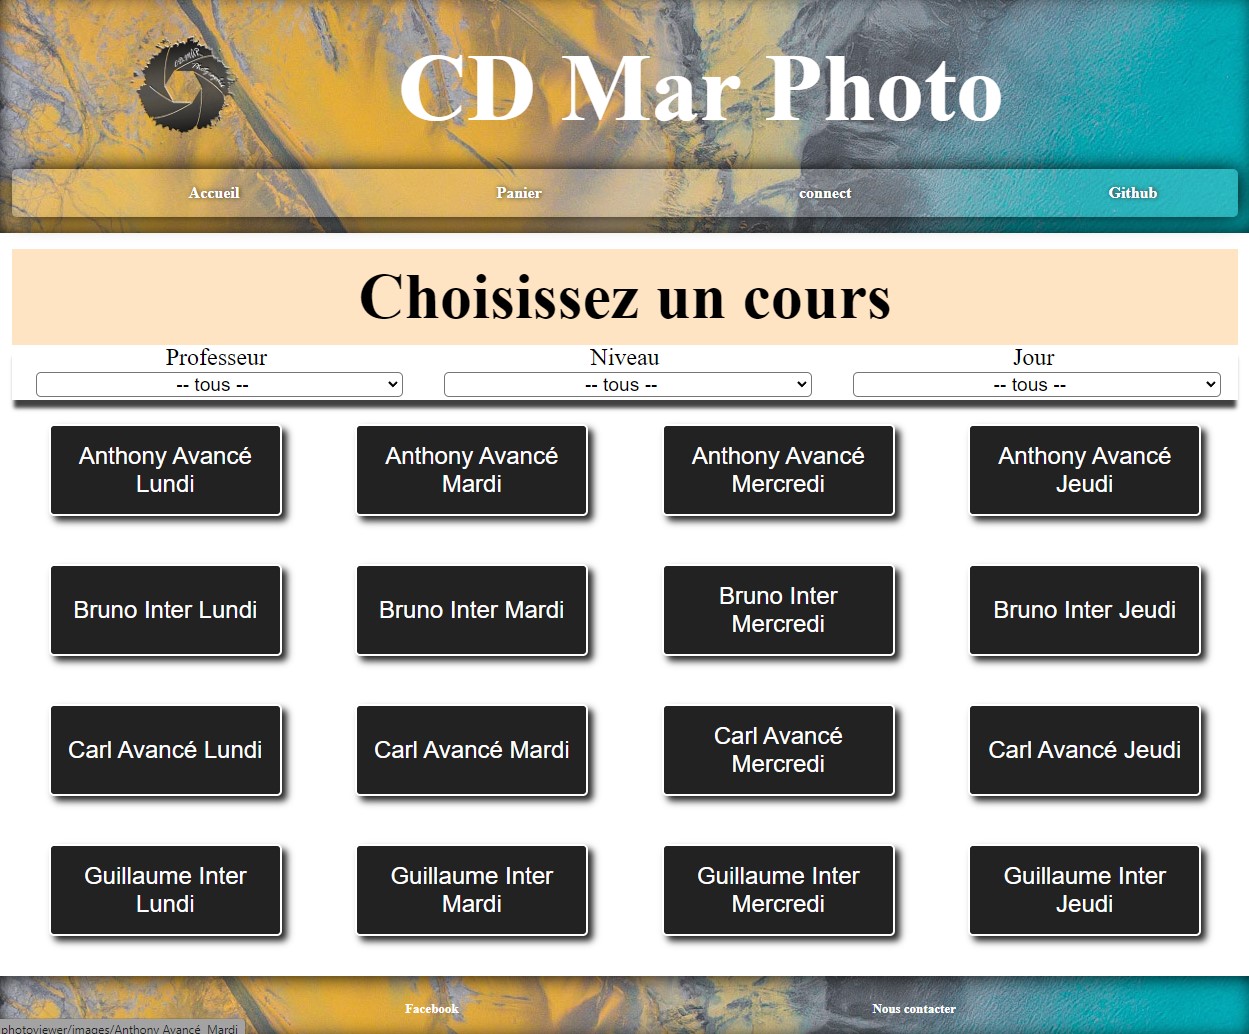 CD Mar Photo
Accueil Panier connect Github
Choisissez un cours
Professeur Niveau Jour
-- tous -- -- tous -- -- tous --
Anthony Avancé
Lundi
Anthony Avancé
Mardi
Anthony Avancé
Mercredi
Anthony Avancé
Jeudi
Bruno Inter Lundi
Bruno Inter Mardi
Bruno Inter
Mercredi
Bruno Inter Jeudi
Carl Avancé Lundi
Carl Avancé Mardi
Carl Avancé
Mercredi
Carl Avancé Jeudi
Guillaume Inter
Lundi
Guillaume Inter
Mardi
Guillaume Inter
Mercredi
Guillaume Inter
Jeudi
Facebook Nous contacter
photoviewer/images/Anthony Avancé_Mardi